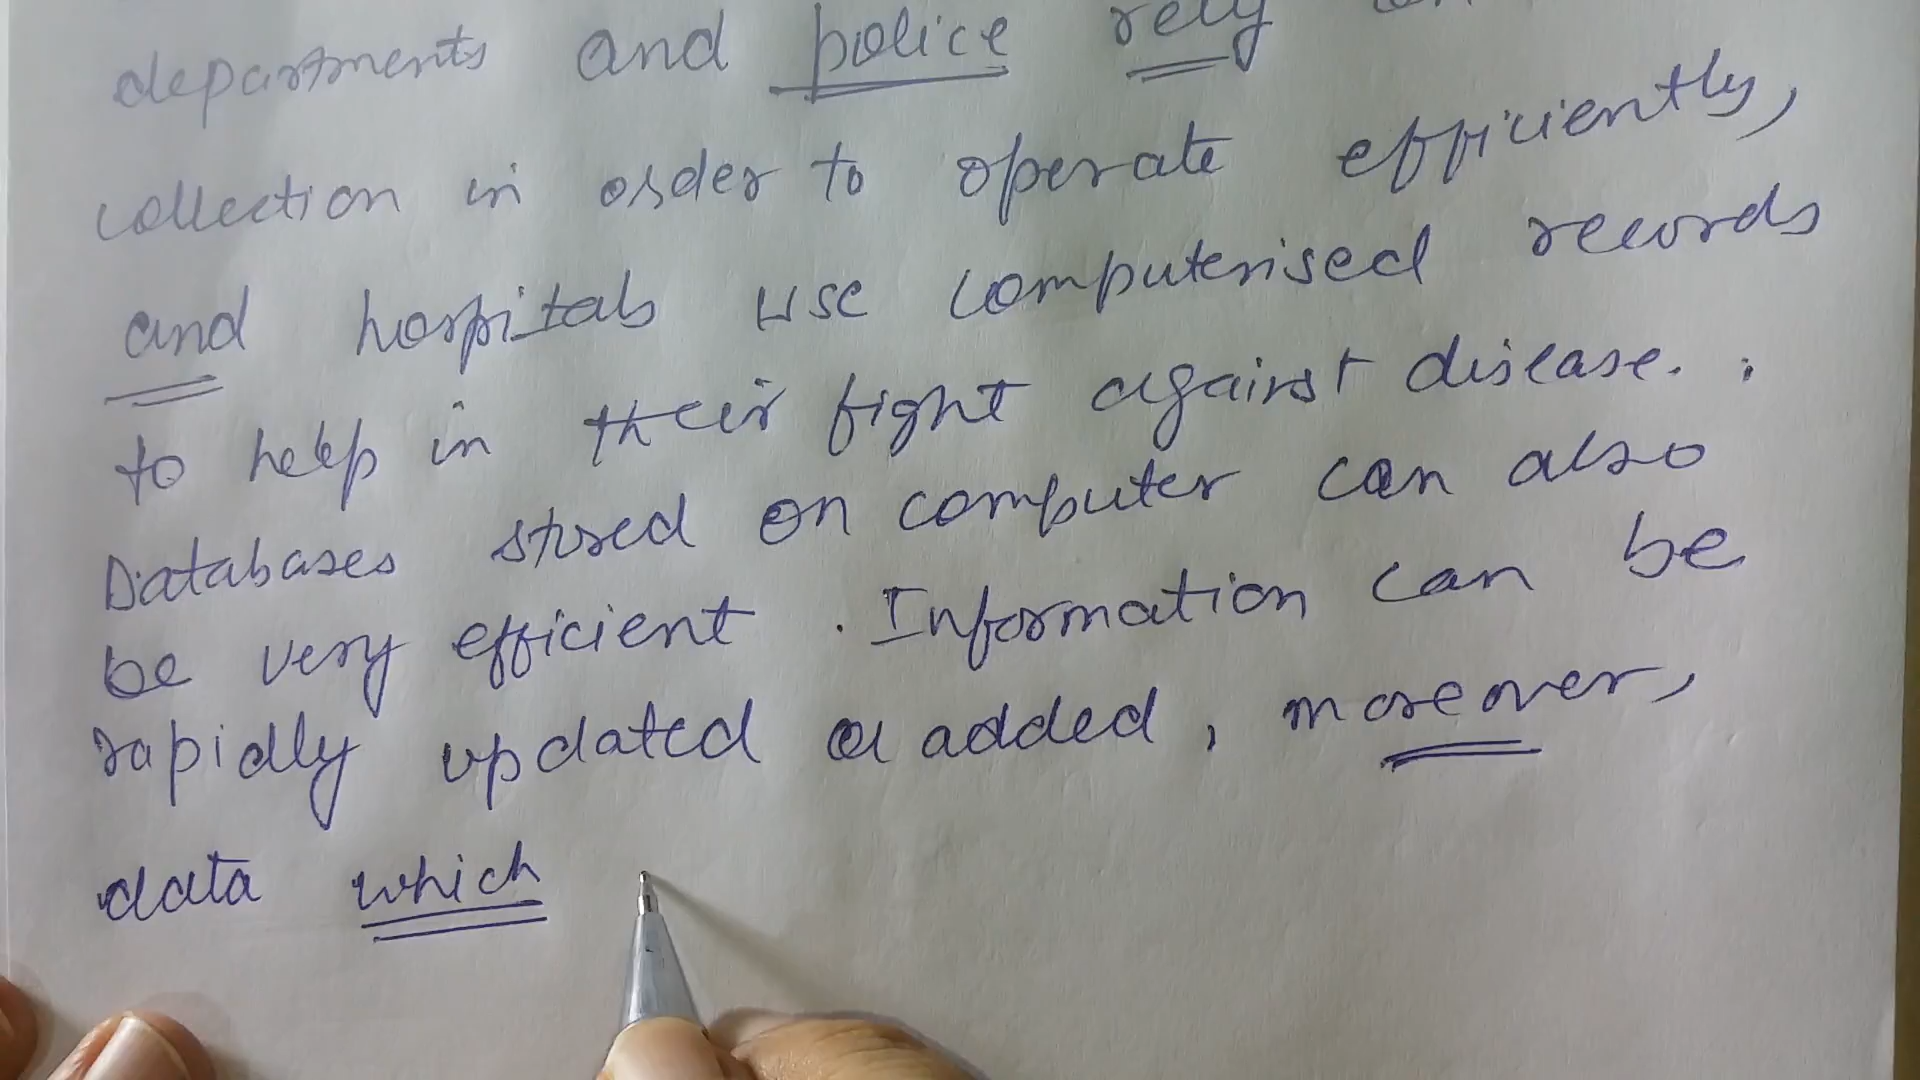 departments and police rely
collection in order to operate efficiently,
and hospitals use computerised records
to help in their fight against disease.
Databases stored on computer can also
be very efficient. Information can be
rapidly updated or added, moreover,
data which